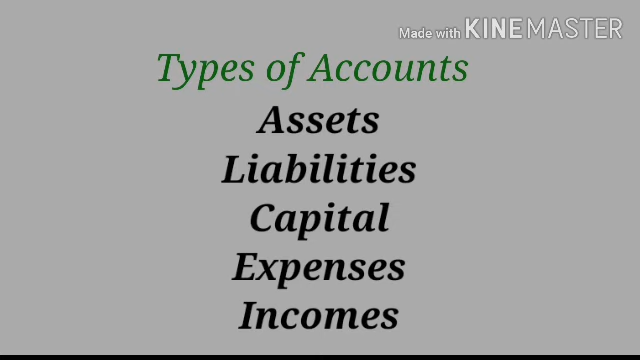 Made with KINEMASTER
Types of Accounts
Assets
Liabilities
Capital
Expenses
Incomes